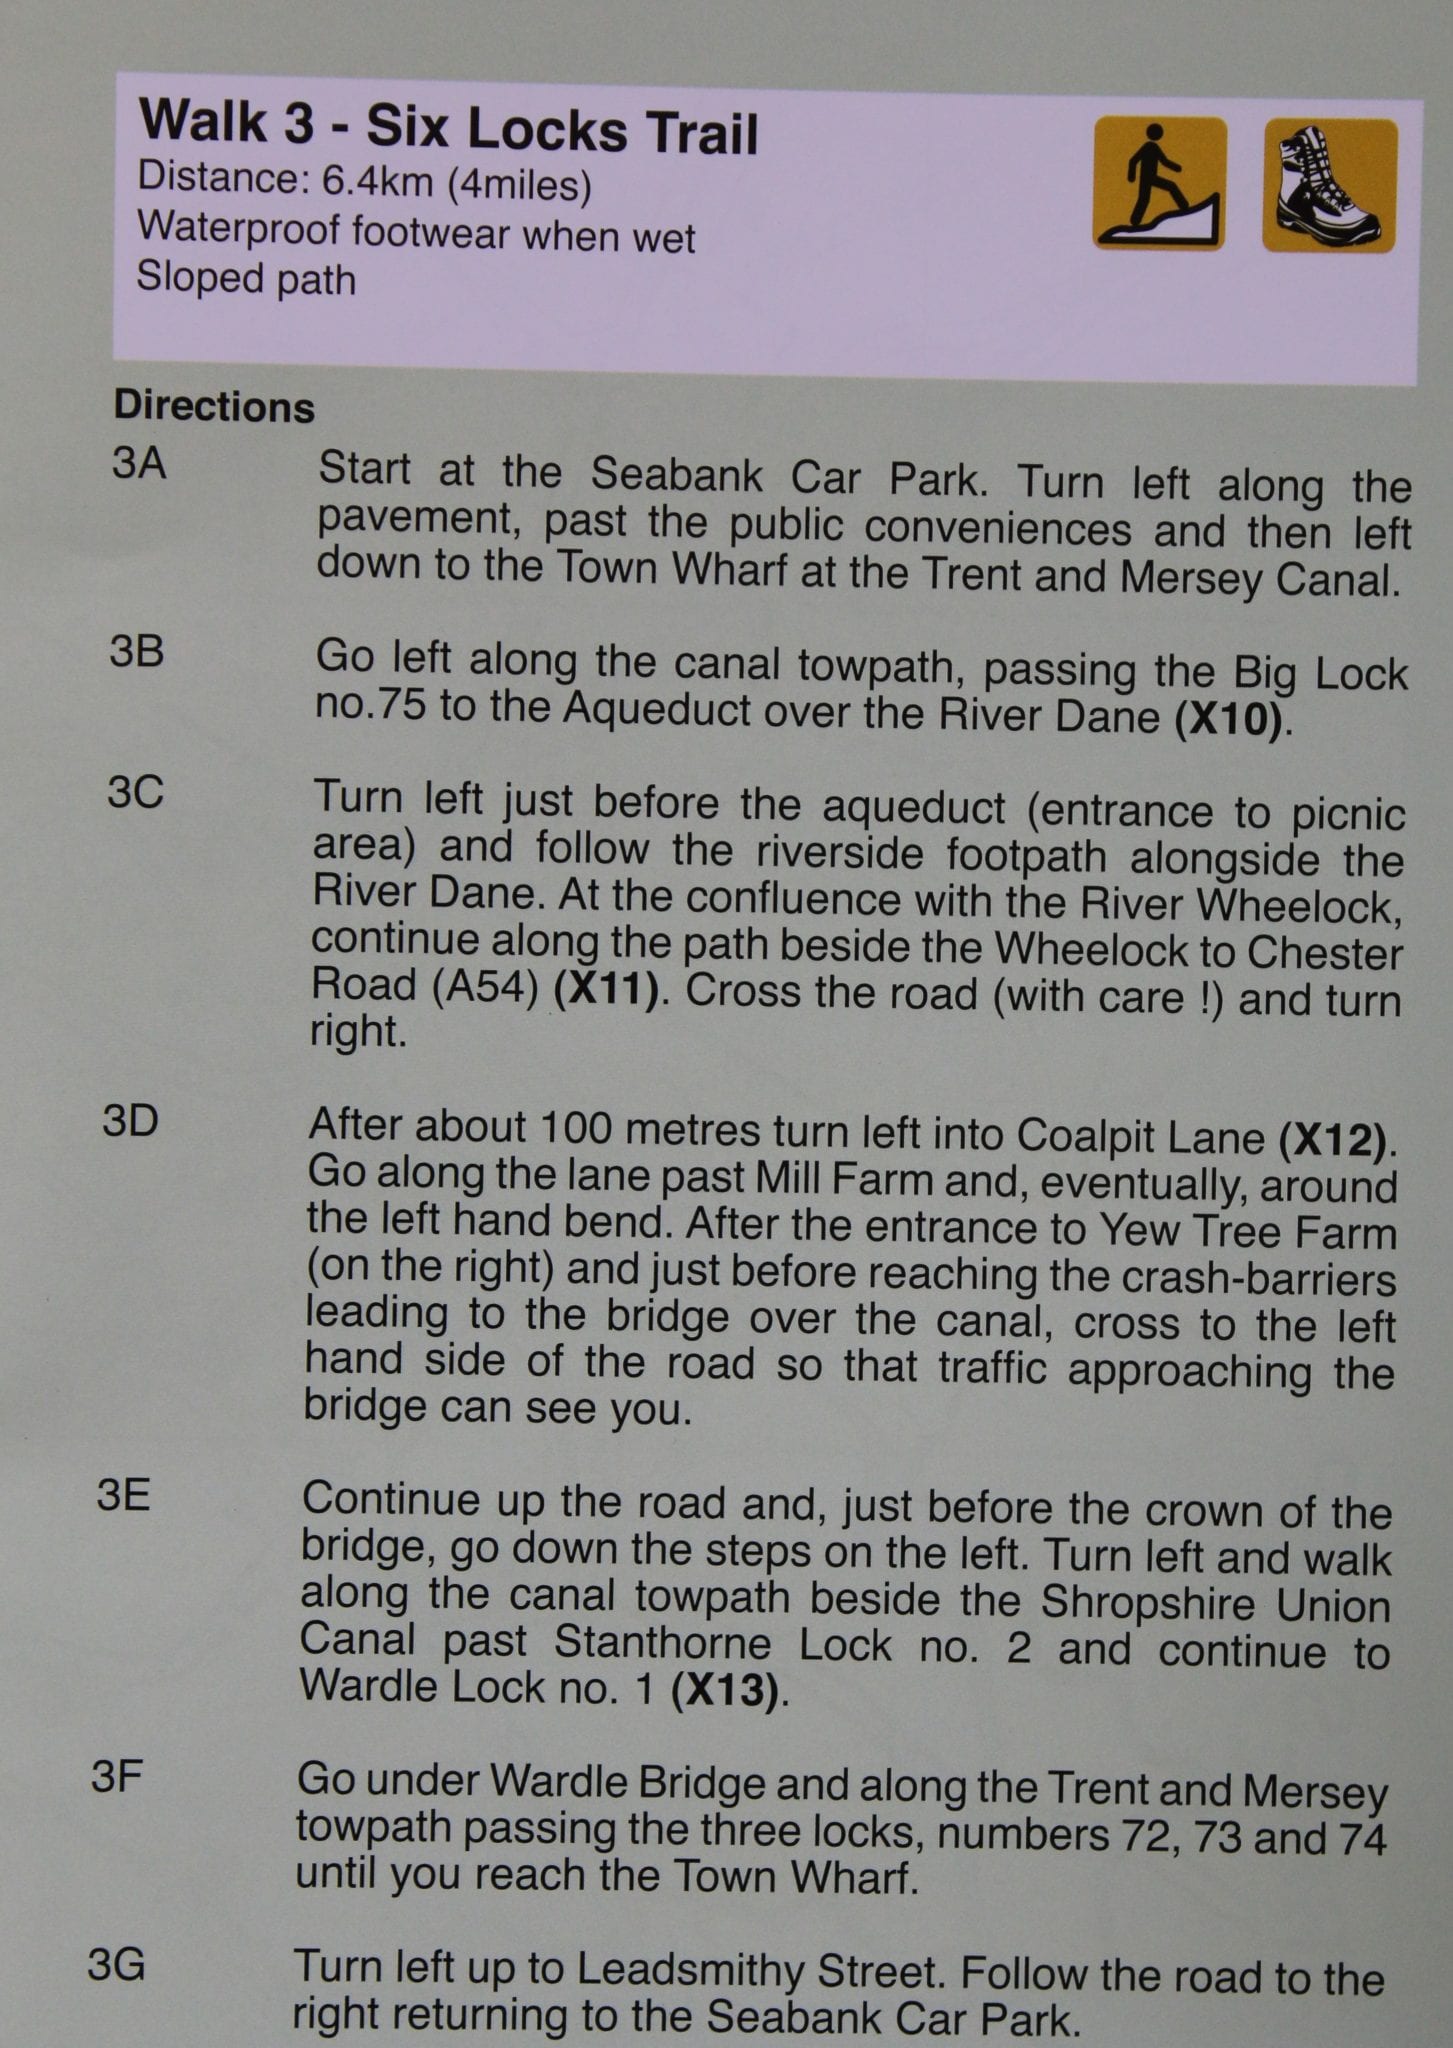 Walk 3 - Six Locks Trail
Distance: 6.4km (4miles)
Waterproof footwear when wet
Sloped path
Directions
3A Start at the Seabank Car Park. Turn left along the
pavement, past the public conveniences and then left
down to the Town Wharf at the Trent and Mersey Canal.
3B Go left along the canal towpath, passing the Big Lock
no.75 to the Aqueduct over the River Dane (X10).
3C Turn left just before the aqueduct (entrance to picnic
area) and follow the riverside footpath alongside the
River Dane. At the confluence with the River Wheelock,
continue along the path beside the Wheelock to Chester
Road (A54) (X11). Cross the road (with care !) and turn
right.
3D After about 100 metres turn left into Coalpit Lane (X12).
Go along the lane past Mill Farm and, eventually, around
the left hand bend. After the entrance to Yew Tree Farm
(on the right) and just before reaching the crash-barriers
leading to the bridge over the canal, cross to the left
hand side of the road so that traffic approaching the
bridge can see you.
3E Continue up the road and, just before the crown of the
bridge, go down the steps on the left. Turn left and walk
along the canal towpath beside the Shropshire Union
Canal past Stanthorne Lock no. 2 and continue to
Wardle Lock no. 1 (X13).
3F Go under Wardle Bridge and along the Trent and Mersey
towpath passing the three locks, numbers 72, 73 and 74
until you reach the Town Wharf.
3G Turn left up to Leadsmithy Street. Follow the road to the
right returning to the Seabank Car Park.